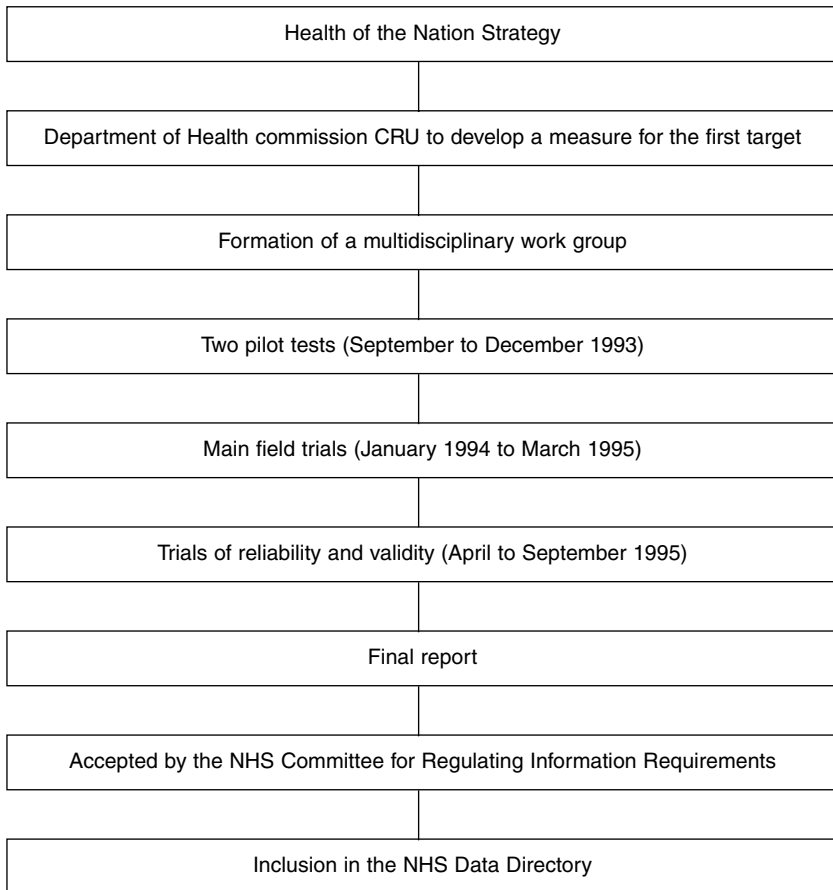 Health of the Nation Strategy
Department of Health commission CRU to develop a measure for the first target
Formation of a multidisciplinary work group
Two pilot tests (September to December 1993)
Main field trials (January 1994 to March 1995)
Trials of reliability and validity (April to September 1995)
Final report
Accepted by the NHS Committee for Regulating Information Requirements
Inclusion in the NHS Data Directory